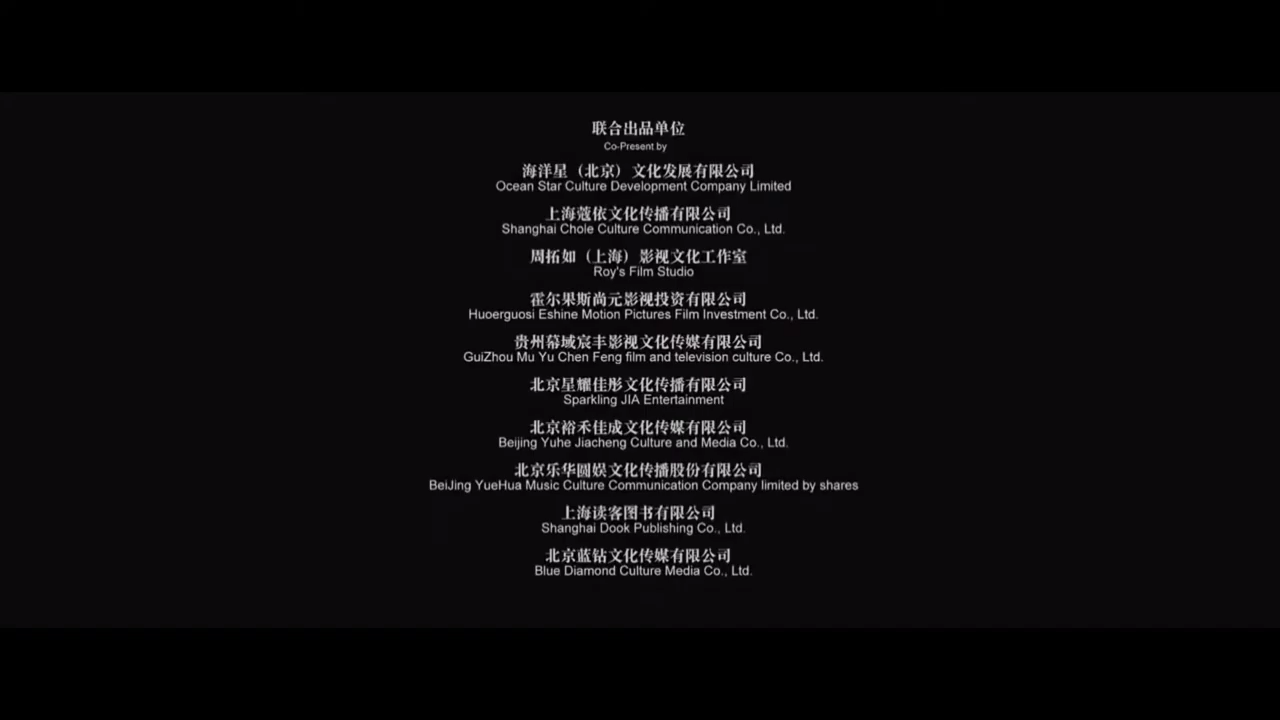 联合出品单位
Co-Present by
海洋星（北京）文化发展有限公司
Ocean Star Culture Development Company Limited
上海蔻依文化传播有限公司
Shanghai Chole Culture Communication Co., Ltd.
周拓如（上海）影视文化工作室
Roy's Film Studio
霍尔果斯尚元影视投资有限公司
Huoerguosi Eshine Motion Pictures Film Investment Co., Ltd.
贵州幕域宸丰影视文化传媒有限公司
GuiZhou Mu Yu Chen Feng film and television culture Co., Ltd.
北京星耀佳彤文化传播有限公司
Sparkling JIA Entertainment
北京裕禾佳成文化传媒有限公司
Beijing Yuhe Jiacheng Culture and Media Co., Ltd.
北京乐华圆娱文化传播股份有限公司
BeiJing YueHua Music Culture Communication Company limited by shares
上海读客图书有限公司
Shanghai Dook Publishing Co., Ltd.
北京蓝钻文化传媒有限公司
Blue Diamond Culture Media Co., Ltd.